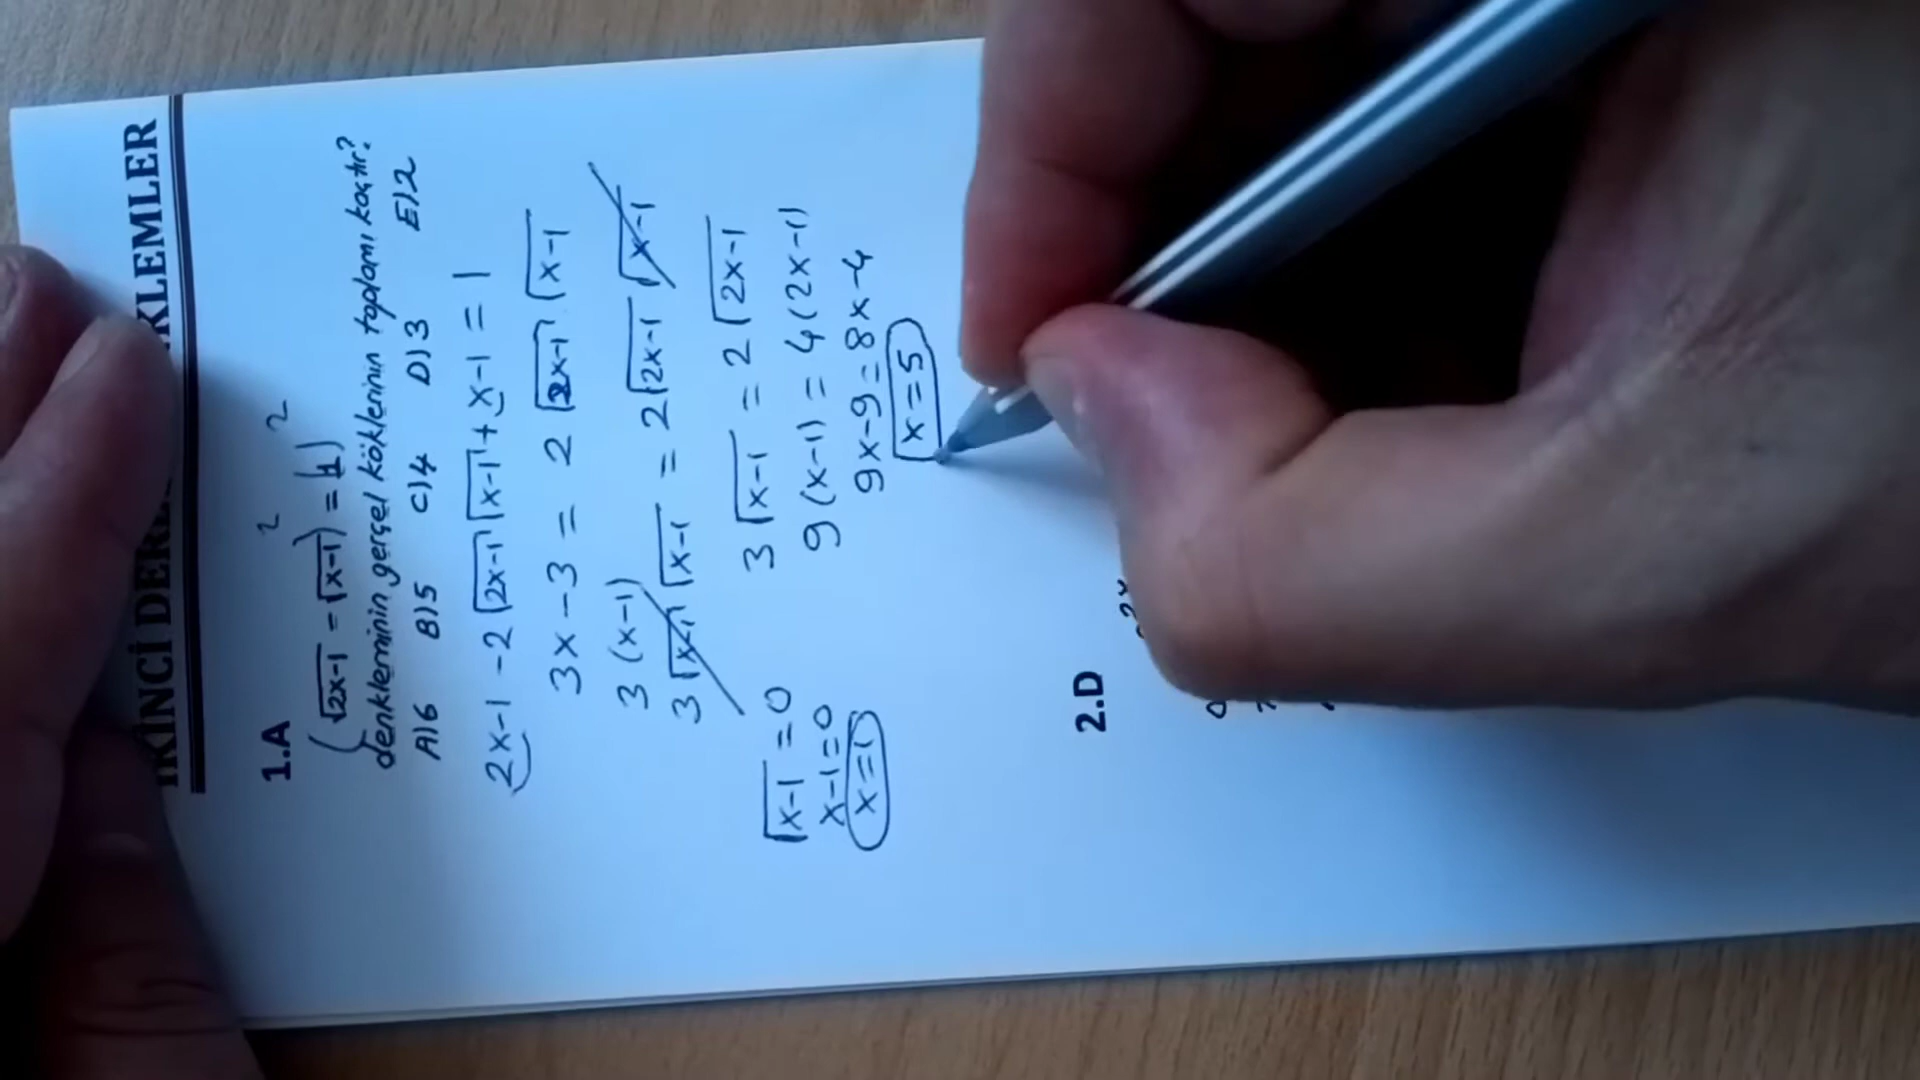 İKİNCİ DERE KLEMLER
1.A
(√2x-1 - √x-1)² = (1)²
denkleminin gerçel köklerinin toplamı kaçtır?
A)6 B)5 C)4 D)3 E)2
2x-1 -2√2x-1 √x-1 + x-1 = 1
3x-3 = 2√2x-1 √x-1
3(x-1)
3√x-1 √x-1 = 2√2x-1 √x-1
3√x-1 = 2√2x-1
9(x-1) = 4(2x-1)
9x-9=8x-4
x=5
√x-1=0
x-1=0
x=1
2.D